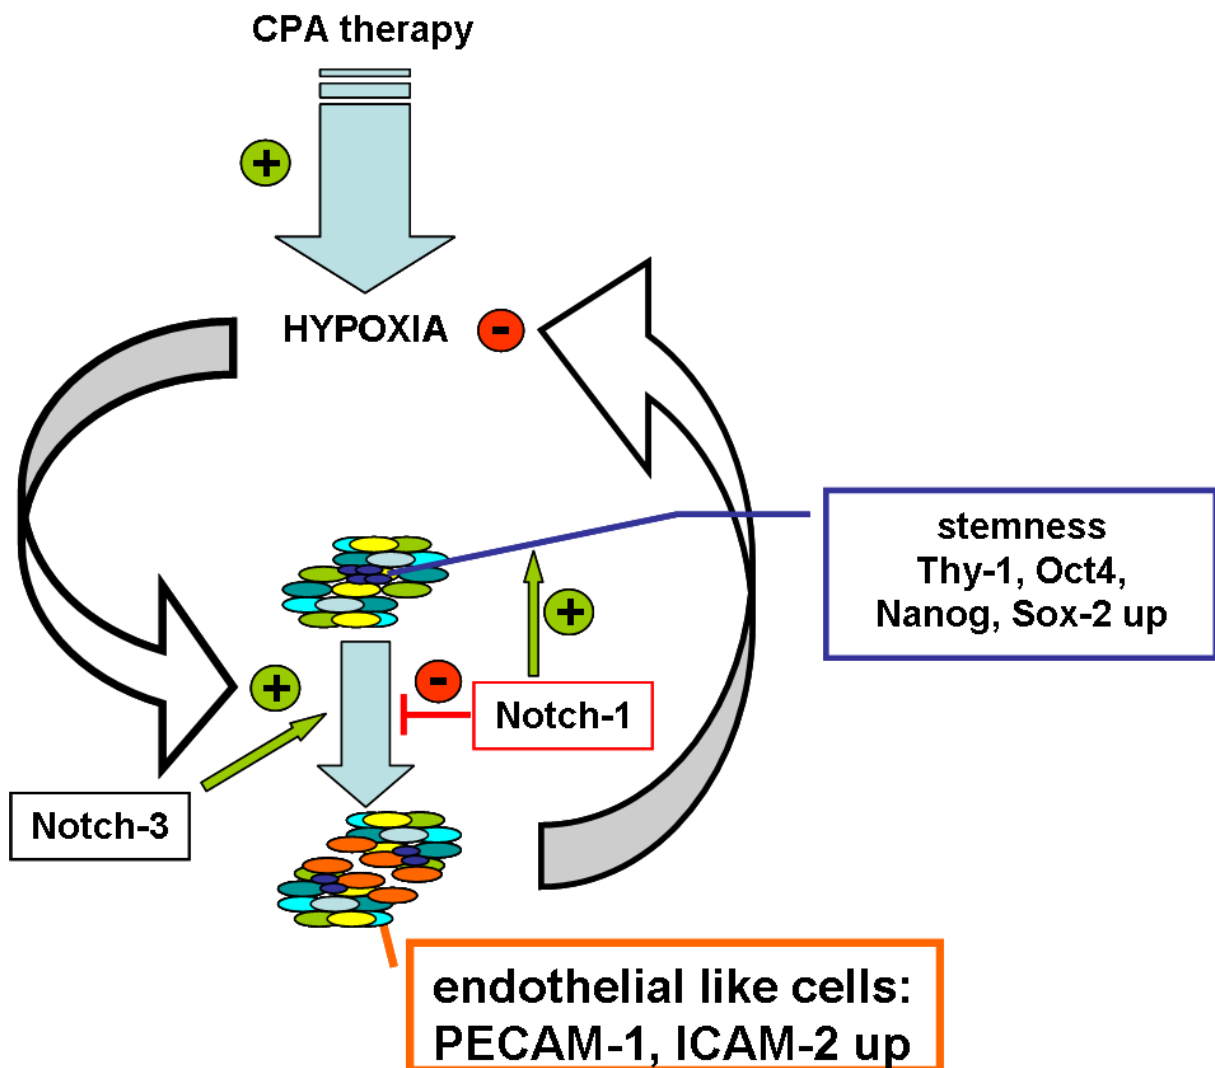 CPA therapy
+
HYPOXIA
-
stemness
Thy-1, Oct4,
Nanog, Sox-2 up
+
-
+
Notch-1
Notch-3
endothelial like cells:
PECAM-1, ICAM-2 up